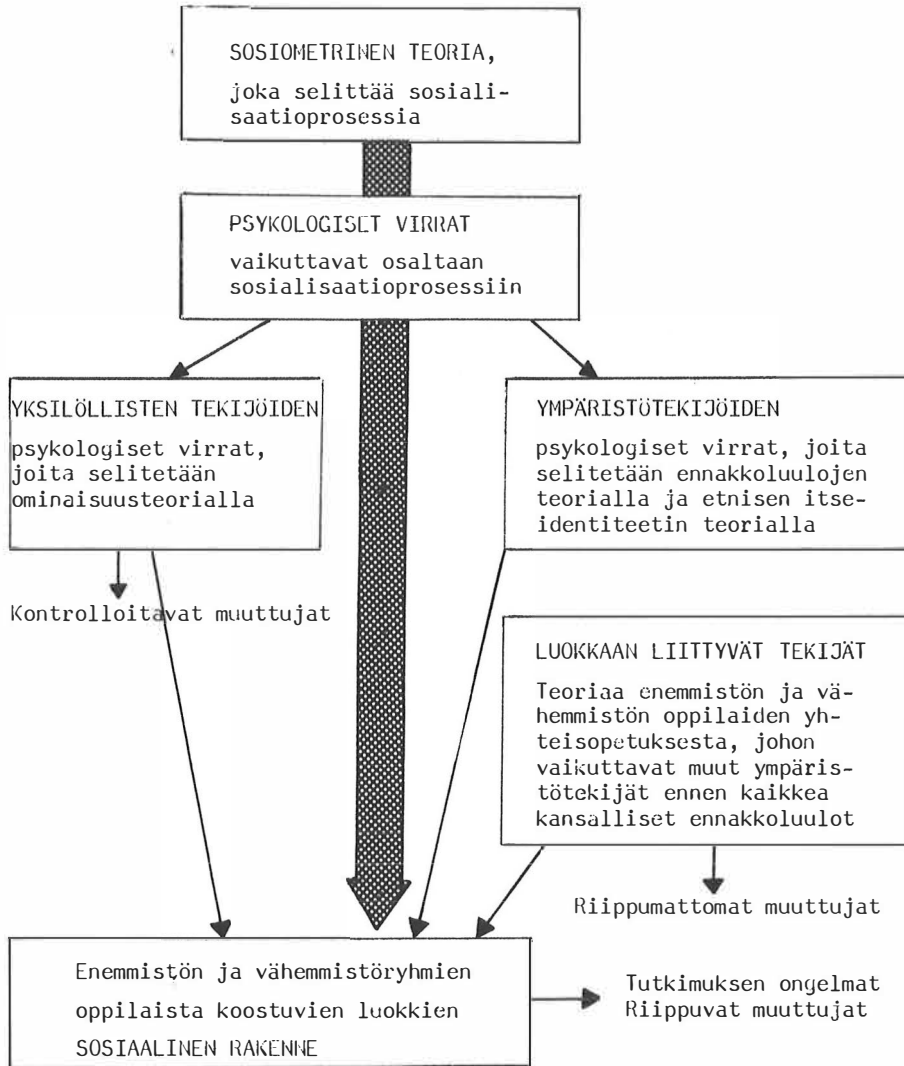 SOSIOMETRINEN TEORIA,
joka selittää sosiali-
saatioprosessia
PSYKOLOGISET VIRRAT
vaikuttavat osaltaan
sosialisaatioprosessiin
YKSILÖLLISTEN TEKIJÖIDEN
psykologiset virrat,
joita selitetään
ominaisuusteorialla
Kontrolloitavat muuttujat
YMPÄRISTÖTEKIJÖIDEN
psykologiset virrat, joita
selitetään ennakkoluulojen
teorialla ja etnisen itse-
identiteetin teorialla
LUOKKAAN LIITTYVÄT TEKIJÄT
Teoriaa enemmistön ja vä-
hemmistön oppilaiden yh-
teisopetuksesta, johon
vaikuttavat muut ympäris-
tötekijät ennen kaikkea
kansalliset ennakkoluulot
Riippumattomat muuttujat
Enemmistön ja vähemmistöryhmien
oppilaista koostuvien luokkien
SOSIAALINEN RAKENNE
Tutkimuksen ongelmat
Riippuvat muuttujat